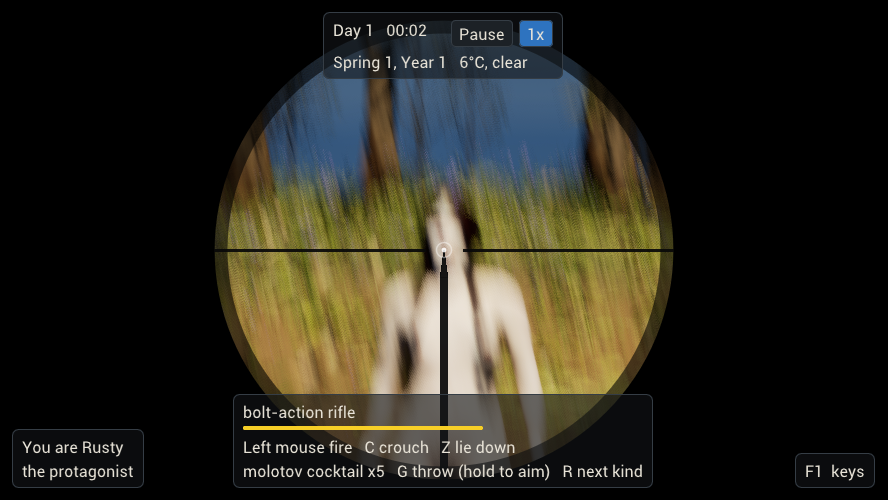 Day 1 00:02 Pause 1x
Spring 1, Year 1 6°C, clear
bolt-action rifle
Left mouse fire C crouch Z lie down
molotov cocktail x5 G throw (hold to aim) R next kind
You are Rusty
the protagonist
F1 keys